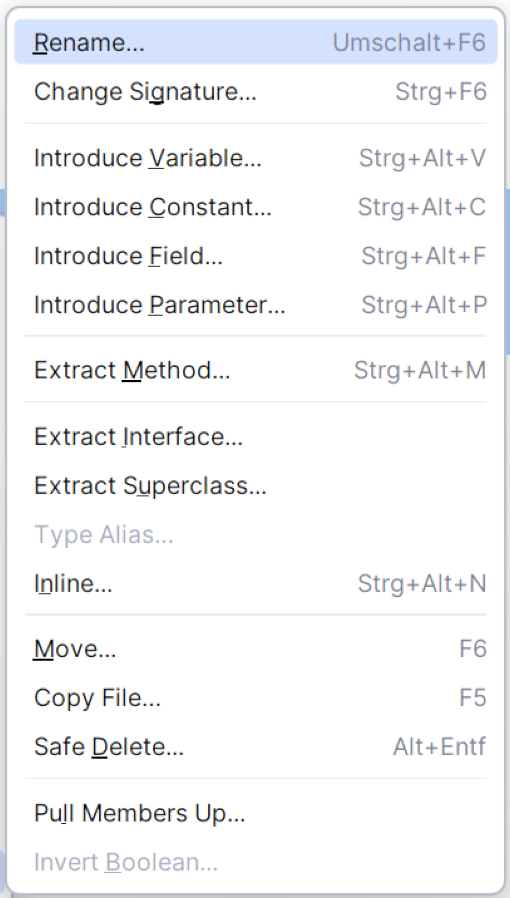 Rename... Umschalt+F6
Change Signature... Strg+F6
Introduce Variable... Strg+Alt+V
Introduce Constant... Strg+Alt+C
Introduce Field... Strg+Alt+F
Introduce Parameter... Strg+Alt+P
Extract Method... Strg+Alt+M
Extract Interface...
Extract Superclass...
Type Alias...
Inline... Strg+Alt+N
Move... F6
Copy File... F5
Safe Delete... Alt+Entf
Pull Members Up...
Invert Boolean...